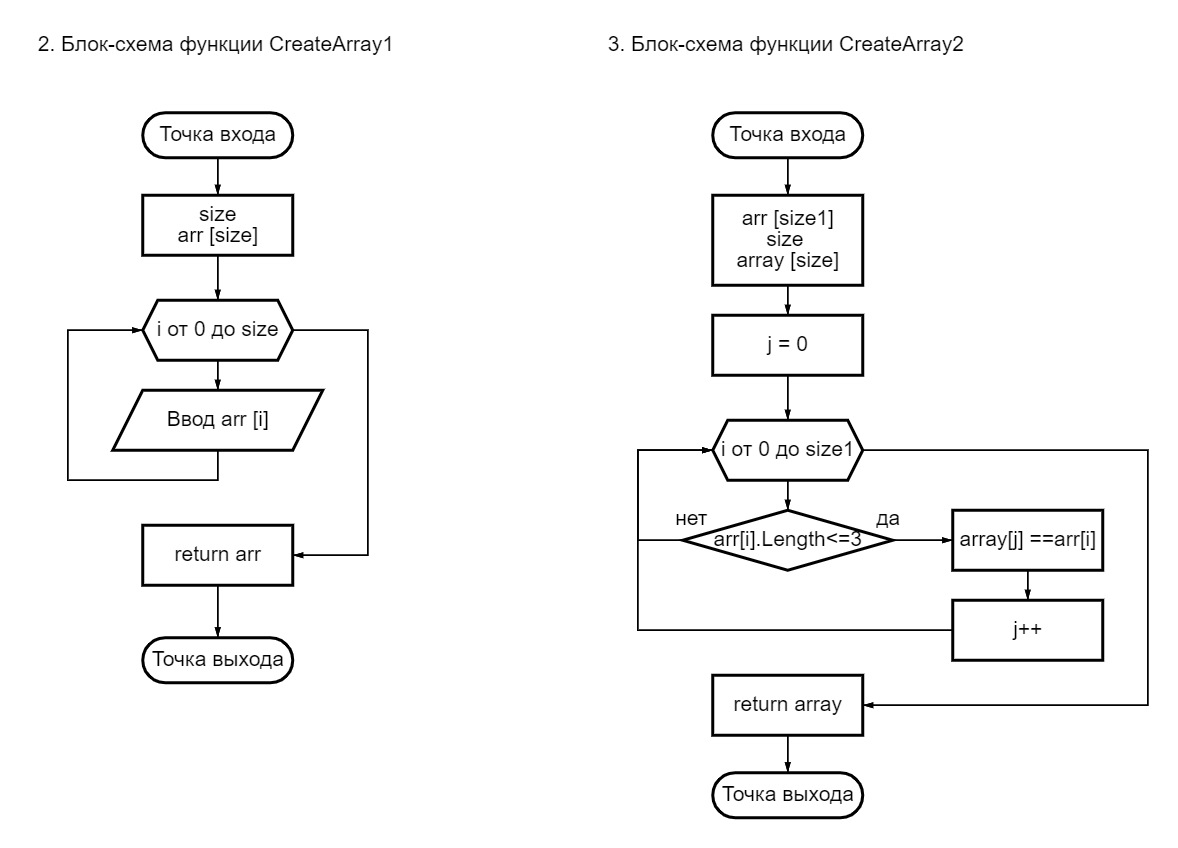 2. Блок-схема функции CreateArray1
Точка входа
size
arr [size]
i от 0 до size
Ввод arr [i]
return arr
Точка выхода
3. Блок-схема функции CreateArray2
Точка входа
arr [size1]
size
array [size]
j = 0
i от 0 до size1
нет
да
arr[i].Length<=3
array[j] ==arr[i]
j++
return array
Точка выхода